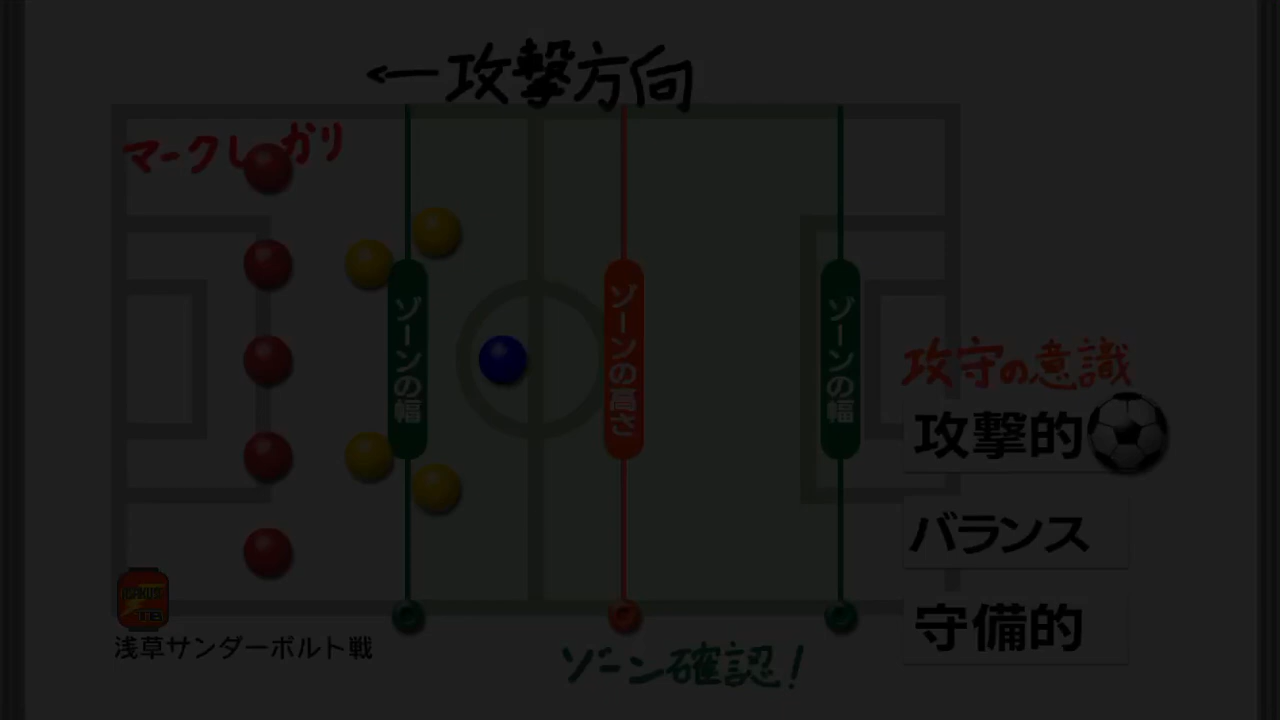 ←攻撃方向
マークし がり
ゾーンの幅
ゾーンの高さ
ゾーンの幅
攻守の意識
攻撃的
バランス
守備的
浅草サンダーボルト戦
ゾーン確認！